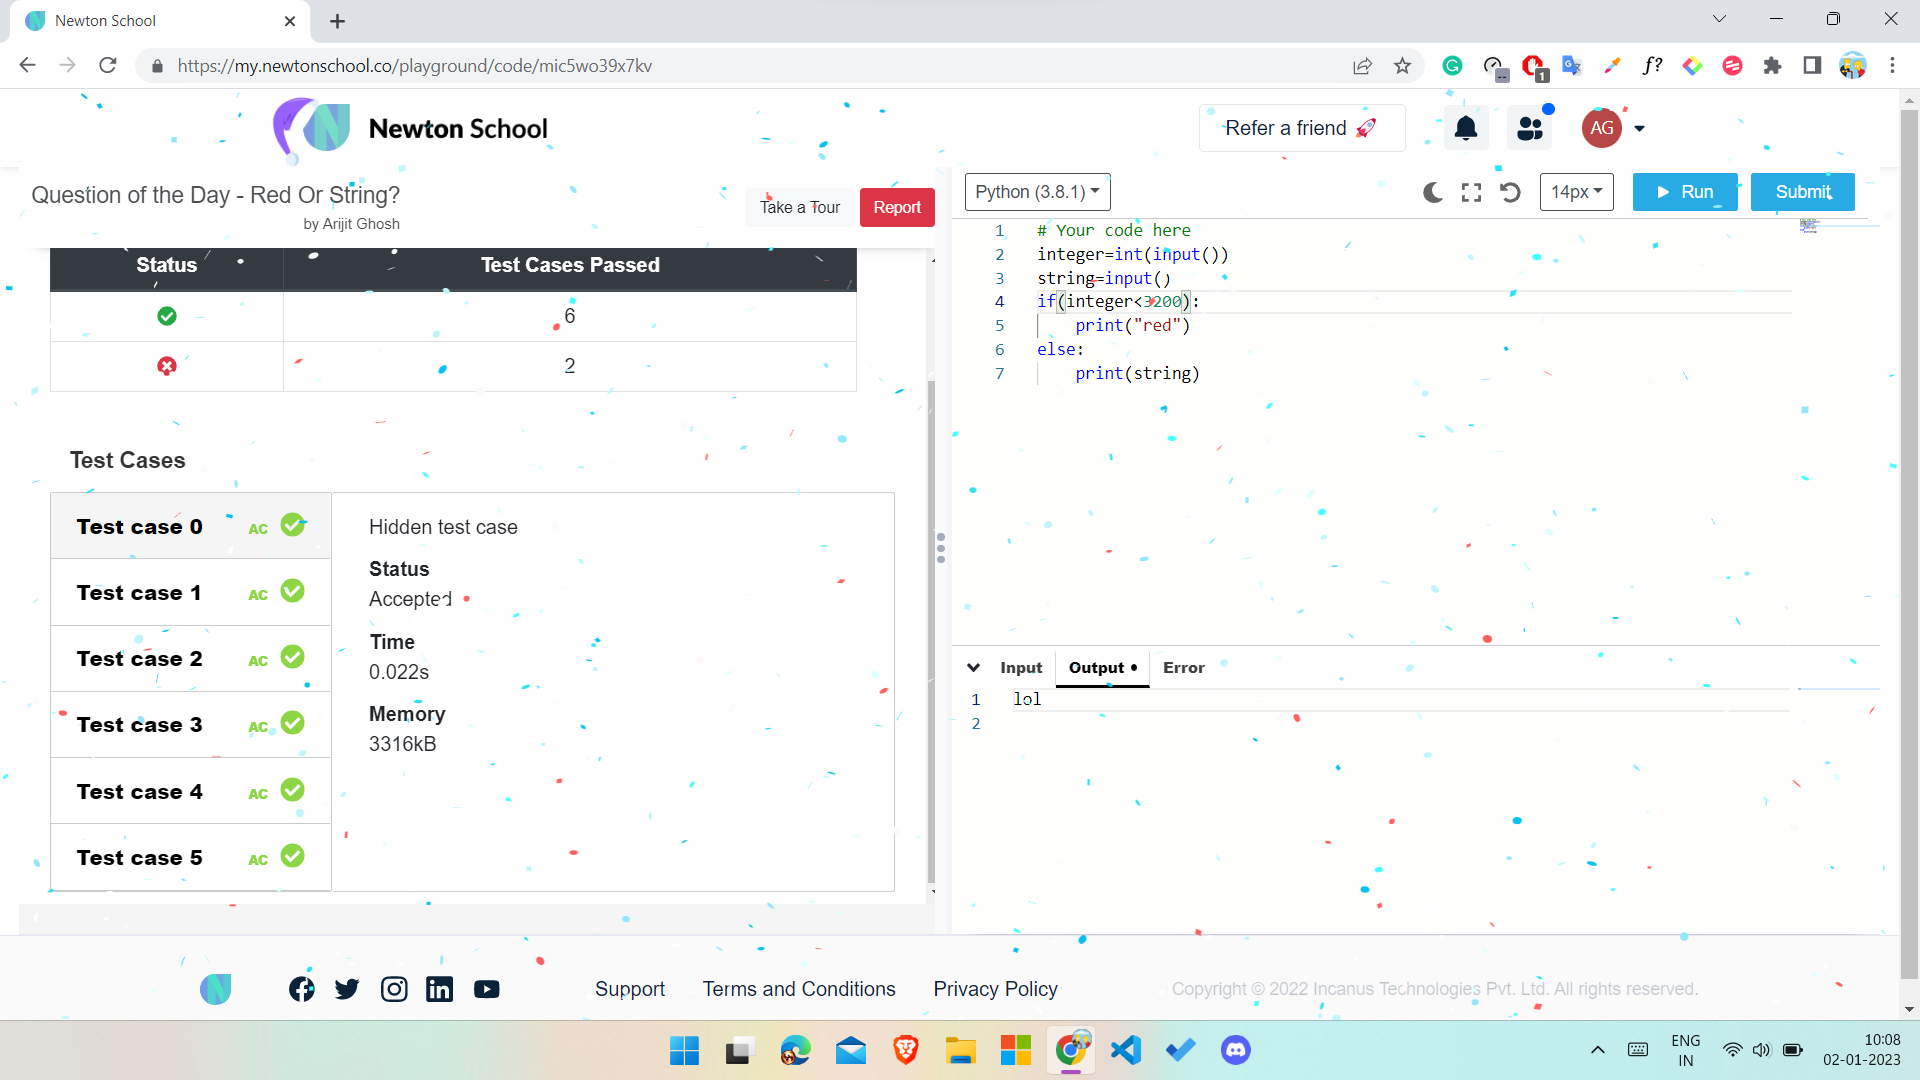 Newton School
https://my.newtonschool.co/playground/code/mic5wo39x7kv
1
Newton School
Refer a friend 🚀
AG
Question of the Day - Red Or String?
by Arijit Ghosh
Take a Tour
Report
Status
Test Cases Passed
6
2
Test Cases
Test case 0 AC
Test case 1 AC
Test case 2 AC
Test case 3 AC
Test case 4 AC
Test case 5 AC
Hidden test case
Status
Accepted
Time
0.022s
Memory
3316kB
Python (3.8.1)
14px
Run
Submit
1 # Your code here
2 integer=int(input())
3 string=input()
4 if(integer<3200):
5 print("red")
6 else:
7 print(string)
Input
Output •
Error
1 lol
2
Support
Terms and Conditions
Privacy Policy
Copyright © 2022 Incanus Technologies Pvt. Ltd. All rights reserved.
ENG
IN
10:08
02-01-2023